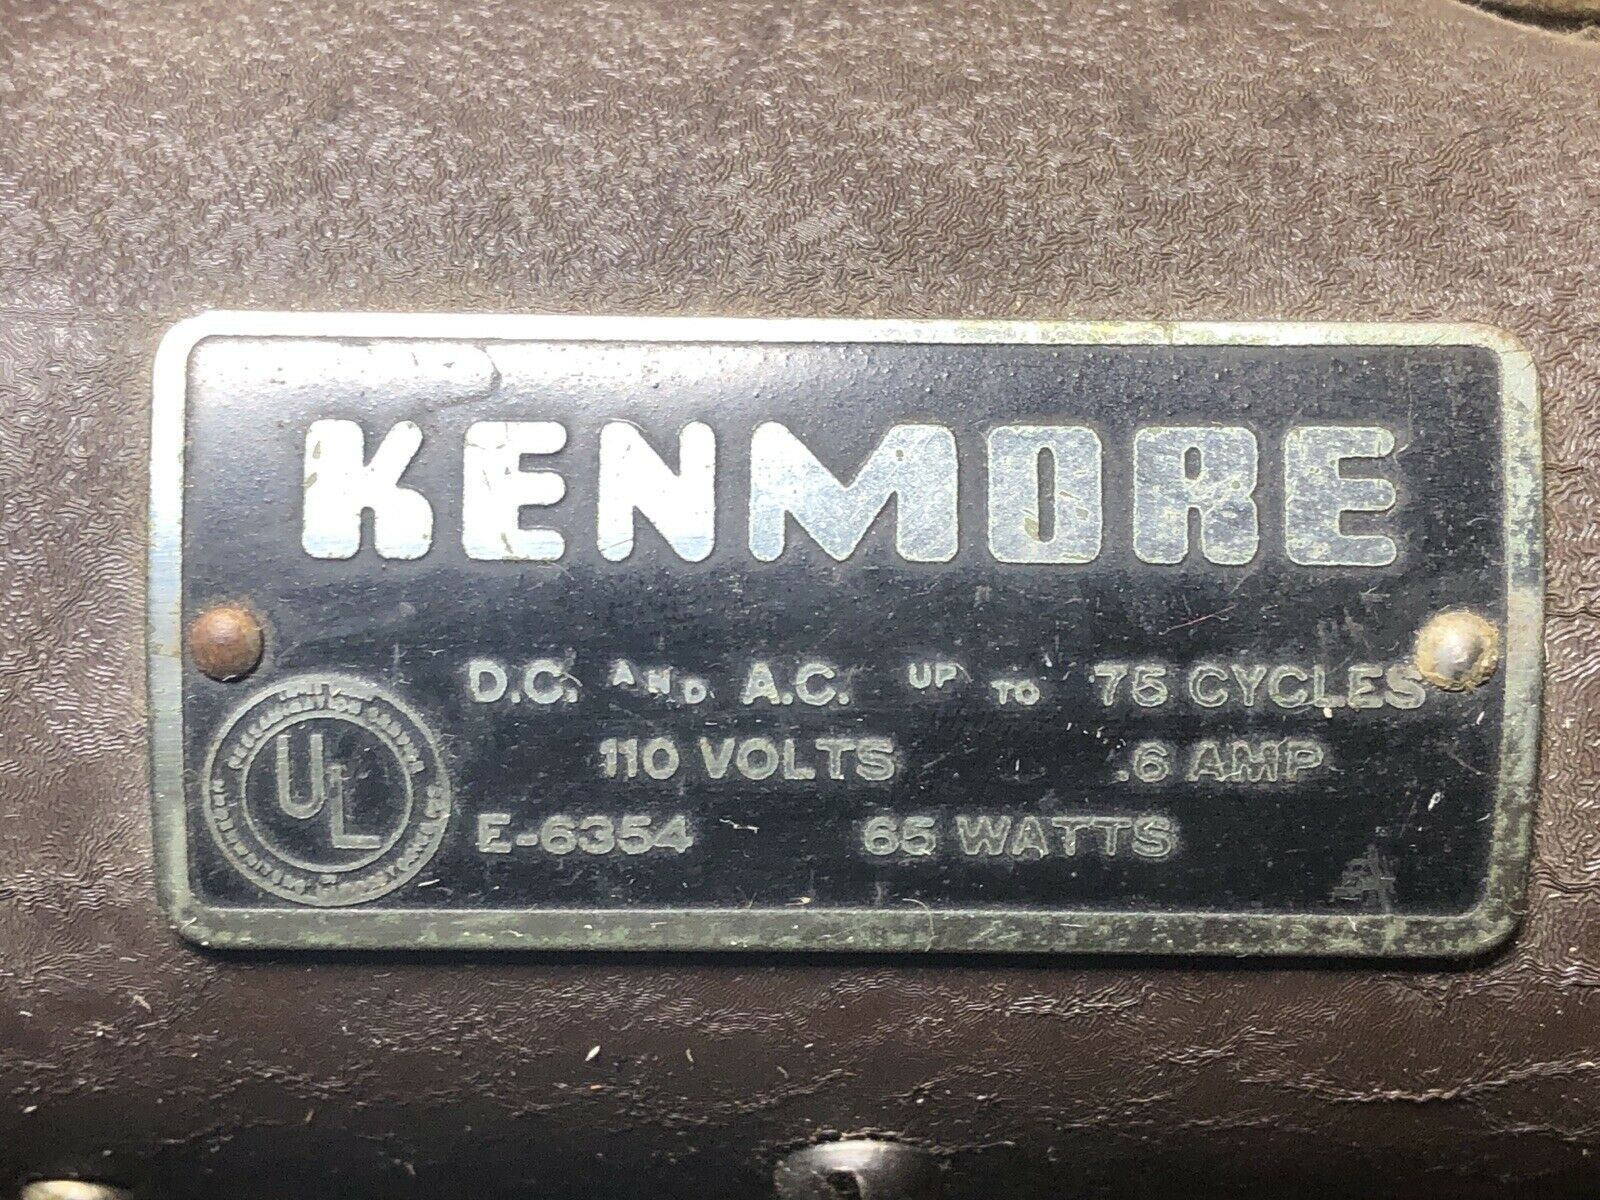 KENMORE
D.C. AND A.C. UP TO 75 CYCLES
110 VOLTS .6 AMP
E-6354 65 WATTS
UL